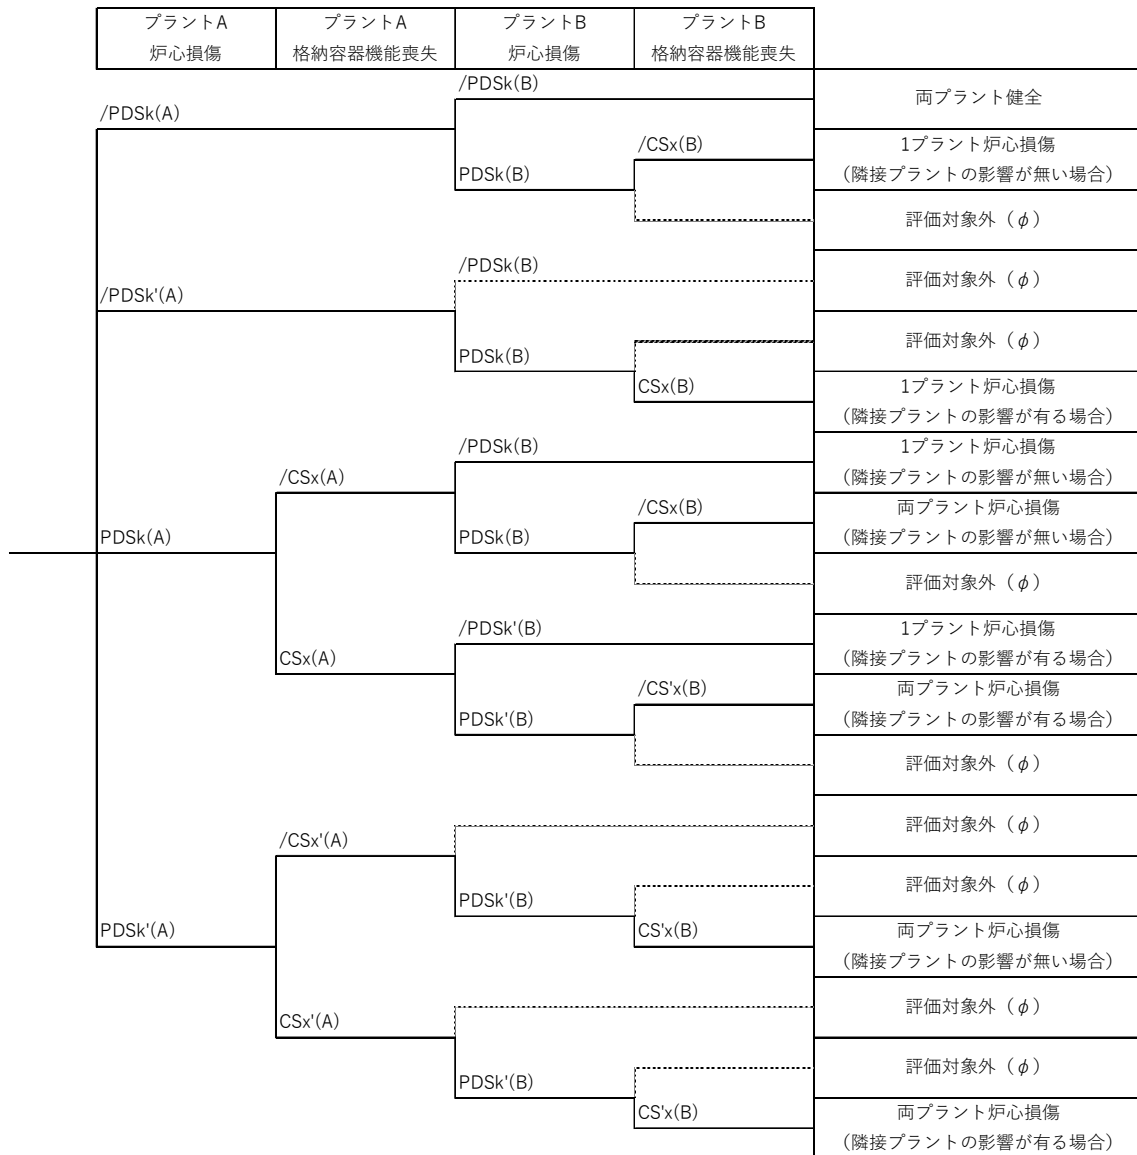 プラントA
炉心損傷
プラントA
格納容器機能喪失
プラントB
炉心損傷
プラントB
格納容器機能喪失
/PDSk(B)
両プラント健全
/PDSk(A)
/CSx(B)
1プラント炉心損傷
（隣接プラントの影響が無い場合）
PDSk(B)
評価対象外（φ）
/PDSk(B)
評価対象外（φ）
/PDSk'(A)
評価対象外（φ）
PDSk(B)
CSx(B)
1プラント炉心損傷
（隣接プラントの影響が有る場合）
/PDSk(B)
1プラント炉心損傷
（隣接プラントの影響が無い場合）
/CSx(A)
/CSx(B)
両プラント炉心損傷
（隣接プラントの影響が無い場合）
PDSk(A)
PDSk(B)
評価対象外（φ）
/PDSk'(B)
1プラント炉心損傷
（隣接プラントの影響が有る場合）
CSx(A)
/CS'x(B)
両プラント炉心損傷
（隣接プラントの影響が有る場合）
PDSk'(B)
評価対象外（φ）
評価対象外（φ）
/CSx'(A)
評価対象外（φ）
PDSk'(B)
PDSk'(A)
CS'x(B)
両プラント炉心損傷
（隣接プラントの影響が無い場合）
評価対象外（φ）
CSx'(A)
評価対象外（φ）
PDSk'(B)
CS'x(B)
両プラント炉心損傷
（隣接プラントの影響が有る場合）